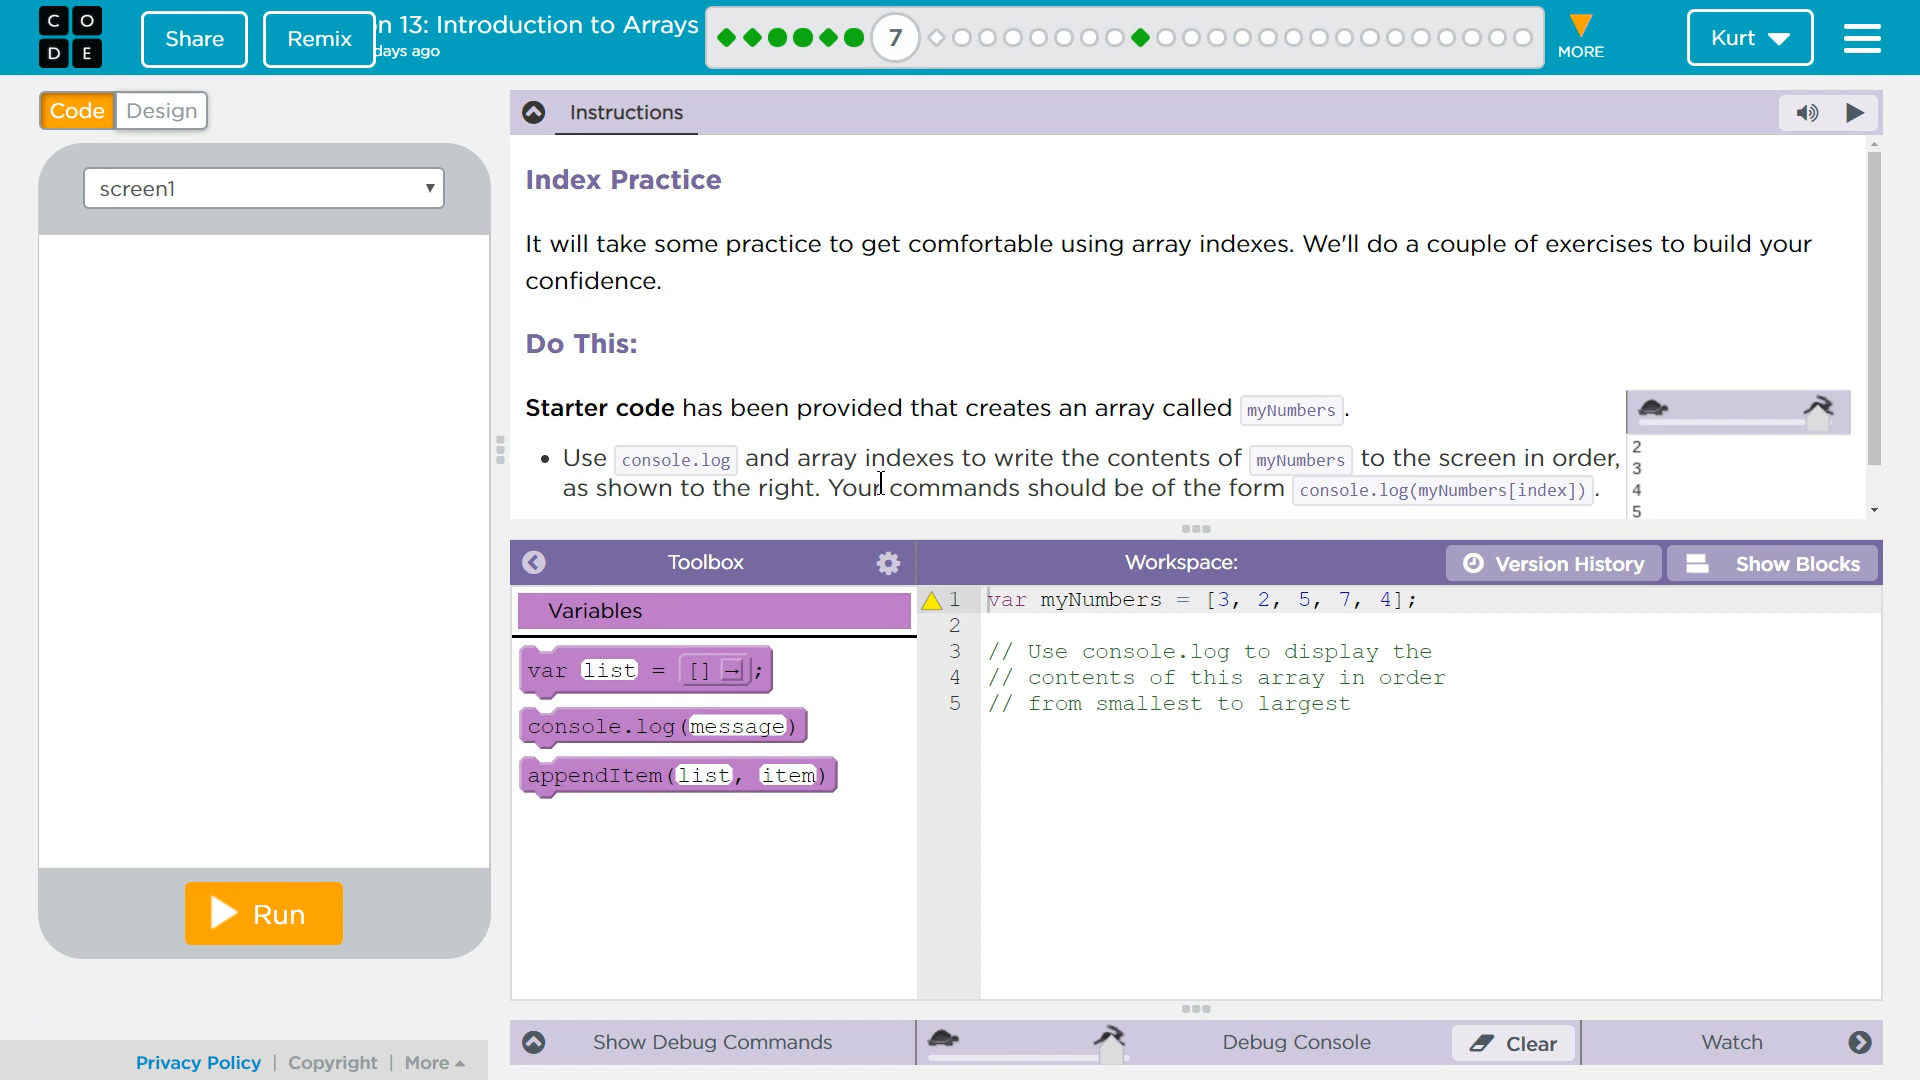 C O
D E
Share
Remix
n 13: Introduction to Arrays
days ago
7
MORE
Kurt
Code
Design
screen1
Run
Instructions
Index Practice
It will take some practice to get comfortable using array indexes. We'll do a couple of exercises to build your
confidence.
Do This:
Starter code has been provided that creates an array called myNumbers.
Use console.log and array indexes to write the contents of myNumbers to the screen in order,
as shown to the right. Your commands should be of the form console.log(myNumbers[index]).
2
3
4
5
Toolbox
Workspace:
Version History
Show Blocks
Variables
var list = [] → ;
console.log(message)
appendItem(list, item)
1 var myNumbers = [3, 2, 5, 7, 4];
2
3 // Use console.log to display the
4 // contents of this array in order
5 // from smallest to largest
Show Debug Commands
Debug Console
Clear
Watch
Privacy Policy | Copyright | More